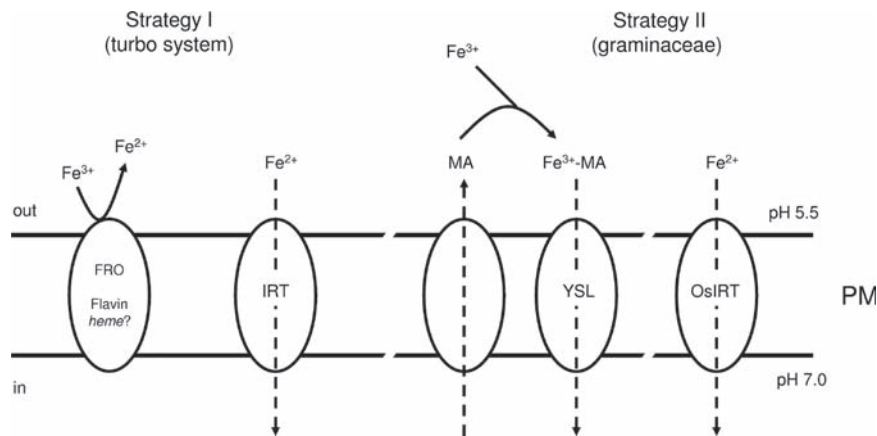 Strategy I
(turbo system)
Strategy II
(graminaceae)
Fe³⁺
Fe²⁺
Fe³⁺
Fe²⁺
MA
Fe³⁺-MA
Fe²⁺
out
pH 5.5
FRO
Flavin
heme?
IRT
YSL
OsIRT
PM
in
pH 7.0